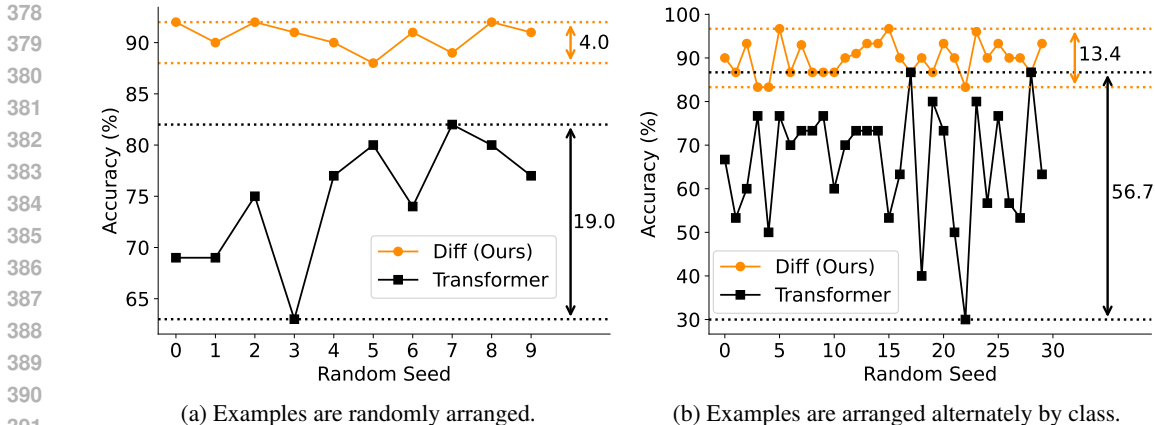 378
379
380
381
382
383
384
385
386
387
388
389
390
90
85
80
75
70
65
Accuracy (%)
4.0
19.0
Diff (Ours)
Transformer
0 1 2 3 4 5 6 7 8 9
Random Seed
(a) Examples are randomly arranged.
100
90
80
70
60
50
40
30
Accuracy (%)
13.4
56.7
Diff (Ours)
Transformer
0 5 10 15 20 25 30
Random Seed
(b) Examples are arranged alternately by class.